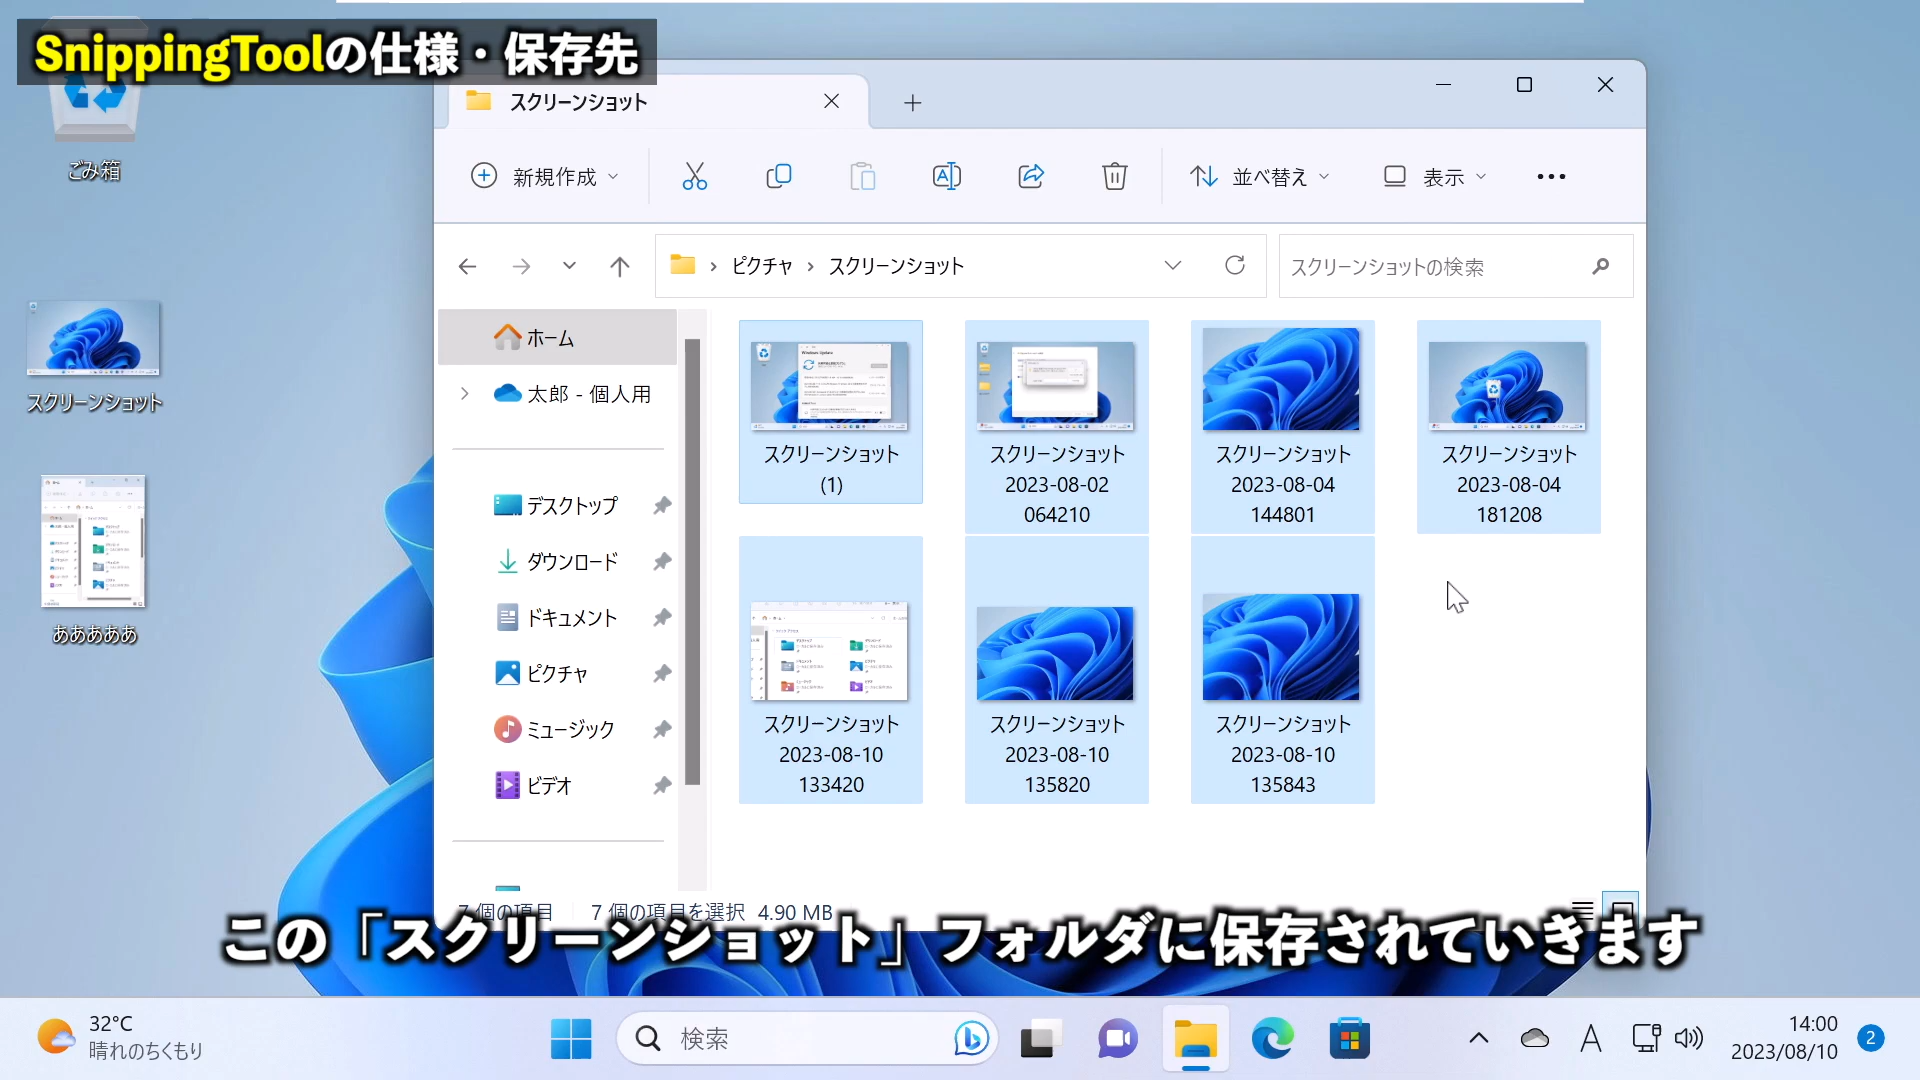 SnippingToolの仕様・保存先
ごみ箱
スクリーンショット
あああああ
スクリーンショット
新規作成
並べ替え
表示
ピクチャ
スクリーンショット
スクリーンショットの検索
ホーム
太郎 - 個人用
デスクトップ
ダウンロード
ドキュメント
ピクチャ
ミュージック
ビデオ
スクリーンショット
(1)
スクリーンショット
2023-08-02
064210
スクリーンショット
2023-08-04
144801
スクリーンショット
2023-08-04
181208
スクリーンショット
2023-08-10
133420
スクリーンショット
2023-08-10
135820
スクリーンショット
2023-08-10
135843
7 個の項目
7 個の項目を選択 4.90 MB
この「スクリーンショット」フォルダに保存されていきます
32°C
晴れのちくもり
検索
A
14:00
2023/08/10
2